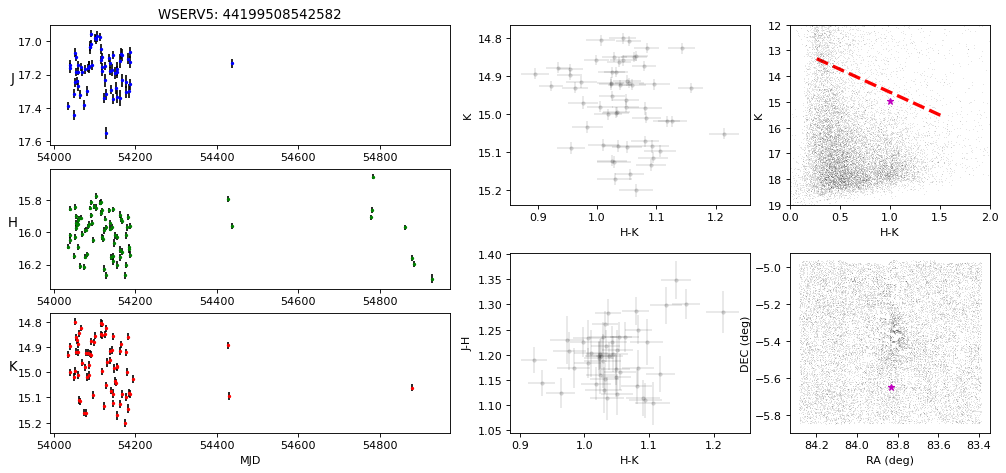 WSERV5: 44199508542582
J
17.0
17.2
17.4
17.6
54000 54200 54400 54600 54800
H
15.8
16.0
16.2
54000 54200 54400 54600 54800
K
14.8
14.9
15.0
15.1
15.2
54000 54200 54400 54600 54800
MJD
K
14.8
14.9
15.0
15.1
15.2
0.9 1.0 1.1 1.2
H-K
K
12
13
14
15
16
17
18
19
0.0 0.5 1.0 1.5 2.0
H-K
J-H
1.40
1.35
1.30
1.25
1.20
1.15
1.10
1.05
0.9 1.0 1.1 1.2
H-K
DEC (deg)
−5.0
−5.2
−5.4
−5.6
−5.8
84.2 84.0 83.8 83.6 83.4
RA (deg)